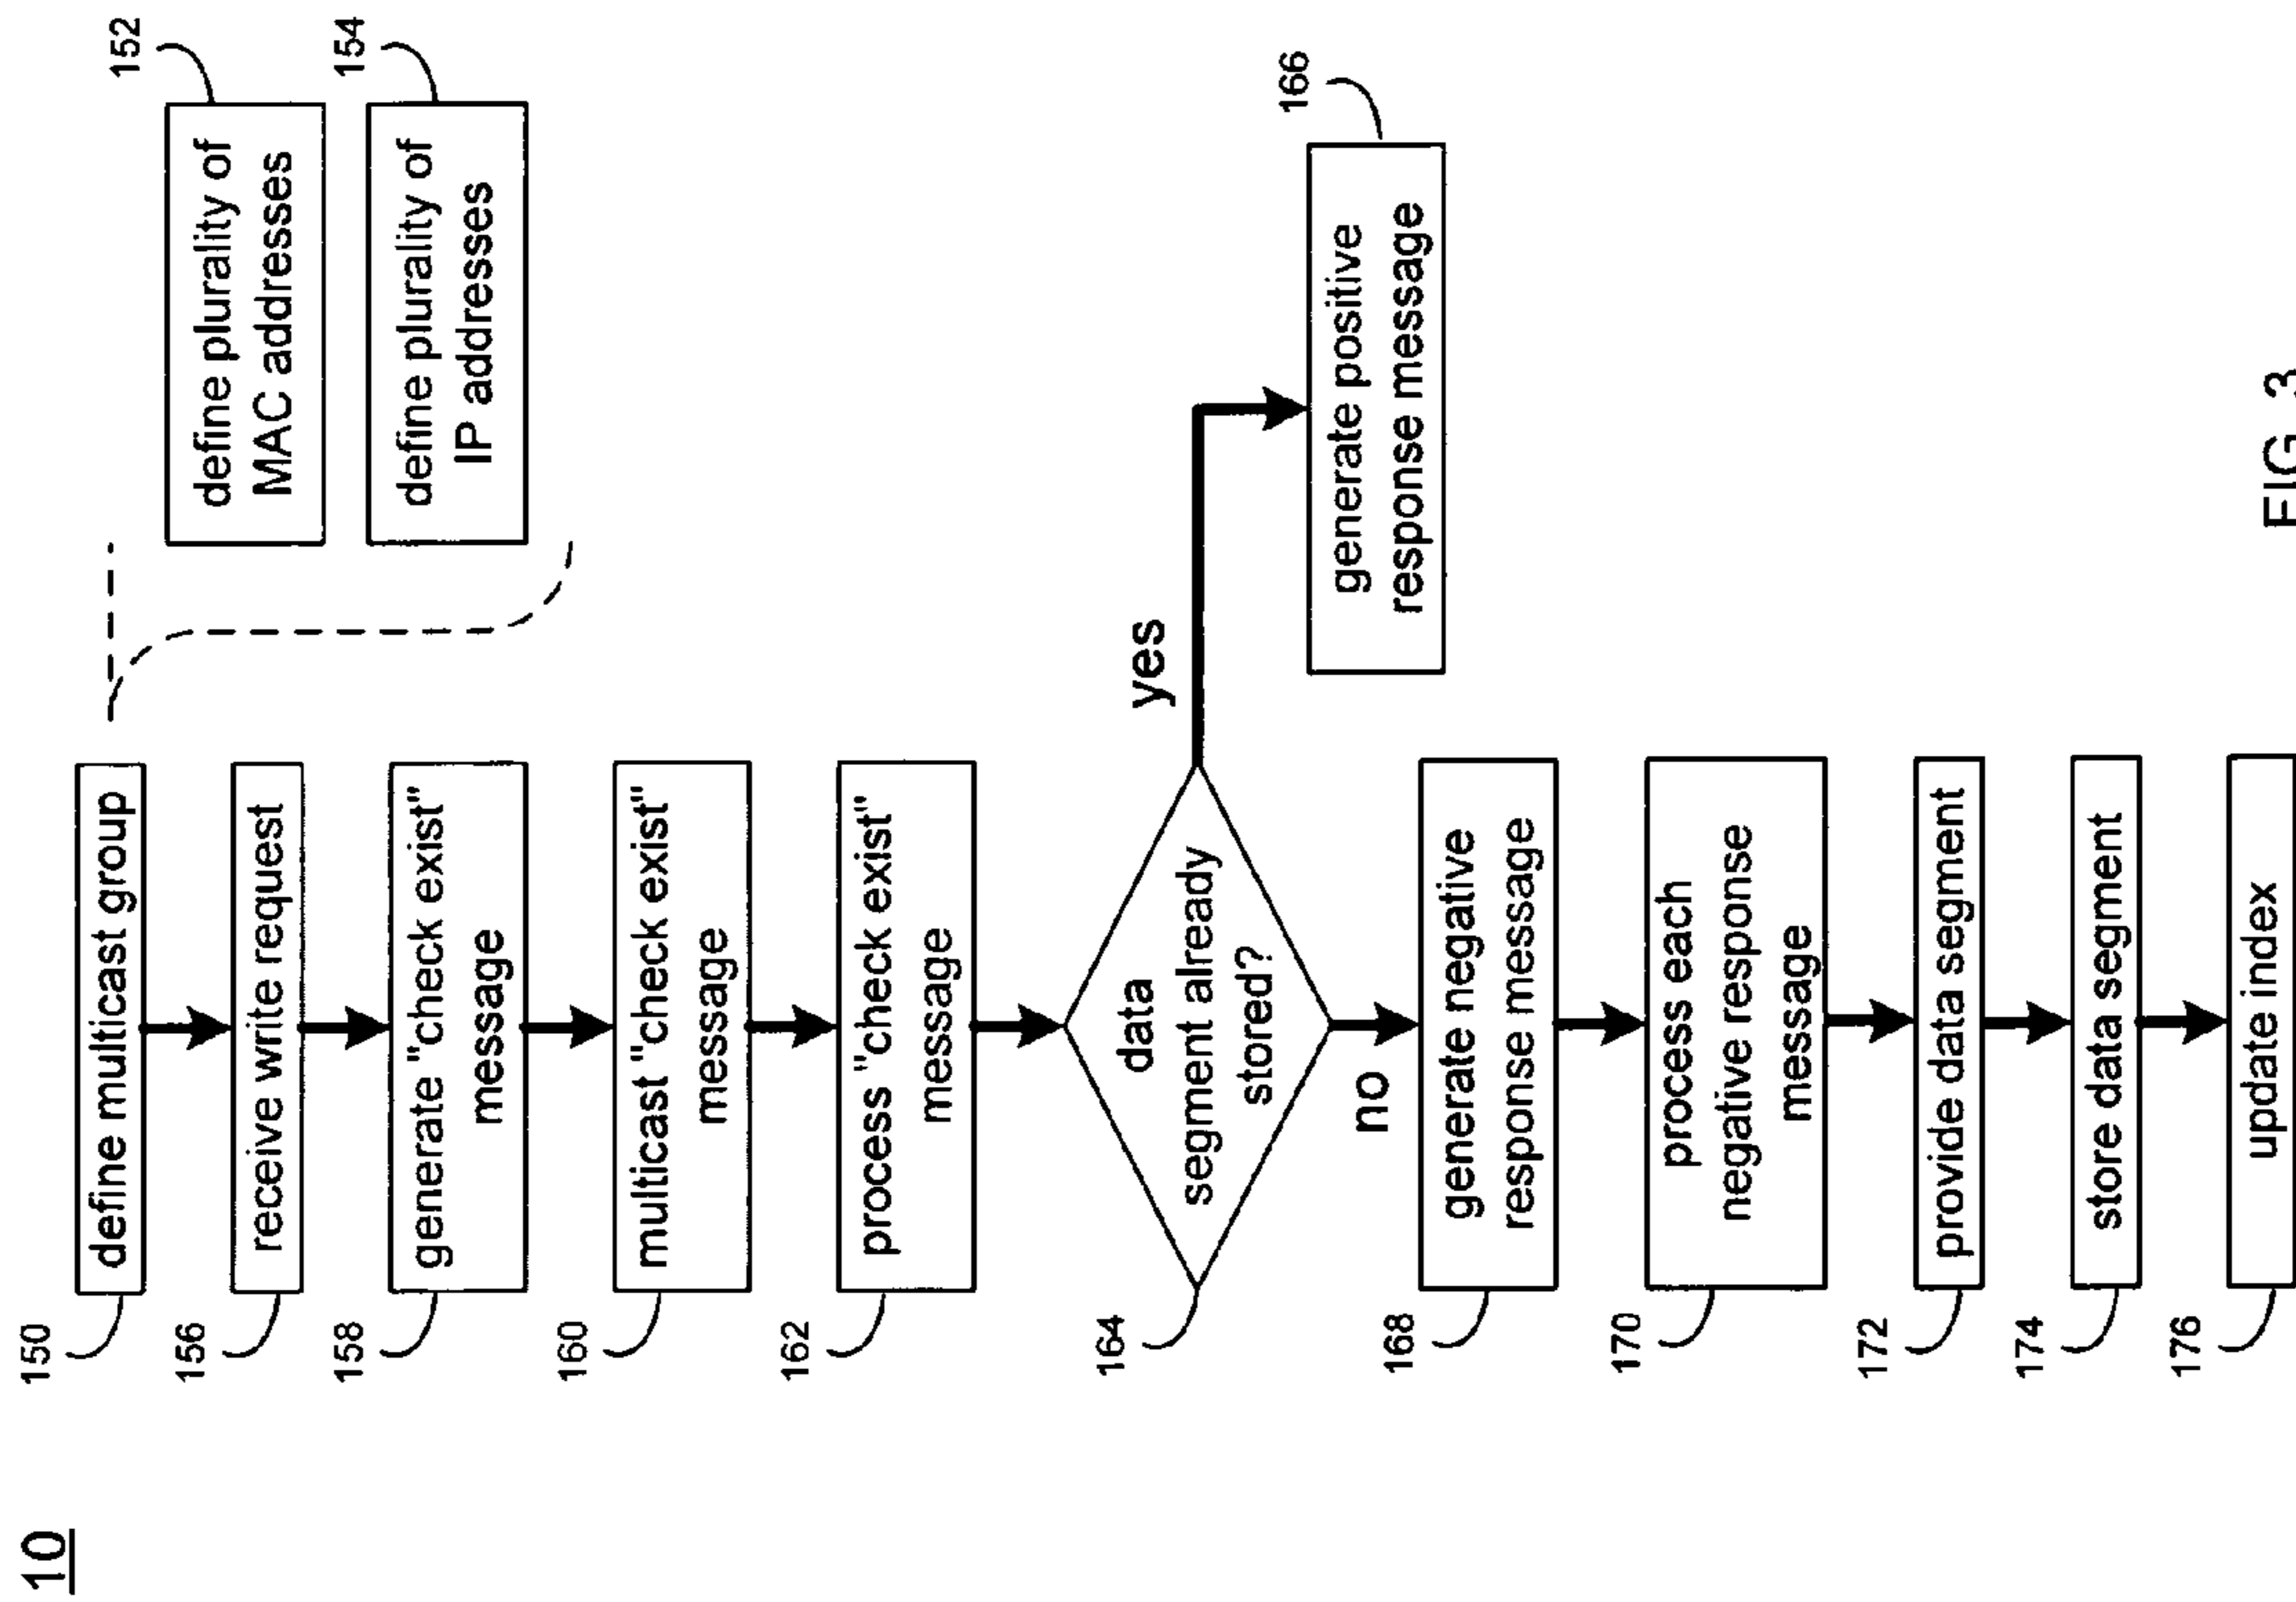 10
150
define multicast group
152
define plurality of
MAC addresses
154
define plurality of
IP addresses
156
receive write request
158
generate "check exist"
message
160
multicast "check exist"
message
162
process "check exist"
message
164
data
segment already
stored?
yes
166
generate positive
response message
no
168
generate negative
response message
170
process each
negative response
message
172
provide data segment
174
store data segment
176
update index
FIG. 3